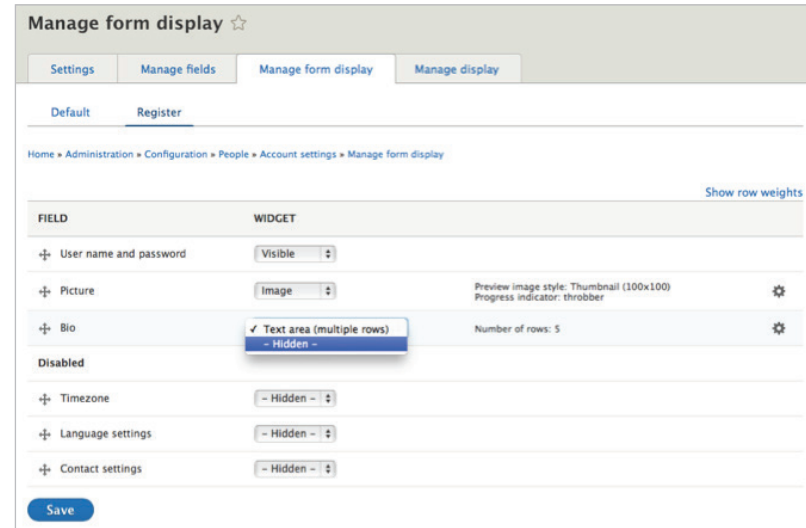 Manage form display
Settings Manage fields Manage form display Manage display
Default Register
Home » Administration » Configuration » People » Account settings » Manage form display
Show row weights
FIELD WIDGET
User name and password Visible
Picture Image Preview image style: Thumbnail (100x100)
Progress indicator: throbber
Bio ✓ Text area (multiple rows) Number of rows: 5
– Hidden –
Disabled
Timezone – Hidden –
Language settings – Hidden –
Contact settings – Hidden –
Save